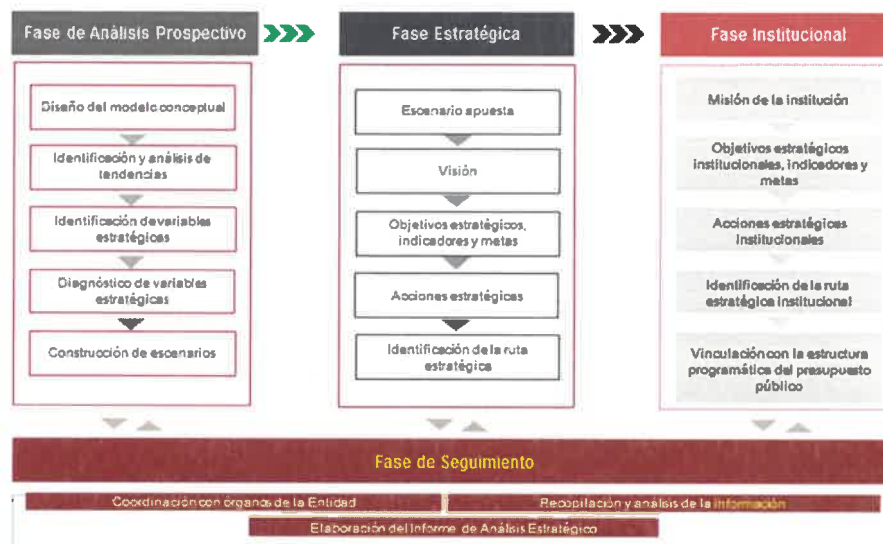 Fase de Análisis Prospectivo
Fase Estratégica
Fase Institucional
Diseño del modelo conceptual
Identificación y análisis de
tendencias
Identificación de variables
estratégicas
Diagnóstico de variables
estratégicas
Construcción de escenarios
Escenario apuesta
Visión
Objetivos estratégicos,
indicadores y metas
Acciones estratégicas
Identificación de la ruta
estratégica
Misión de la institución
Objetivos estratégicos
institucionales, indicadores y
metas
Acciones estratégicas
institucionales
Identificación de la ruta
estratégica institucional
Vinculación con la estructura
programática del presupuesto
público
Fase de Seguimiento
Coordinación con órganos de la Entidad
Recopilación y análisis de la información
Elaboración del Informe de Análisis Estratégico